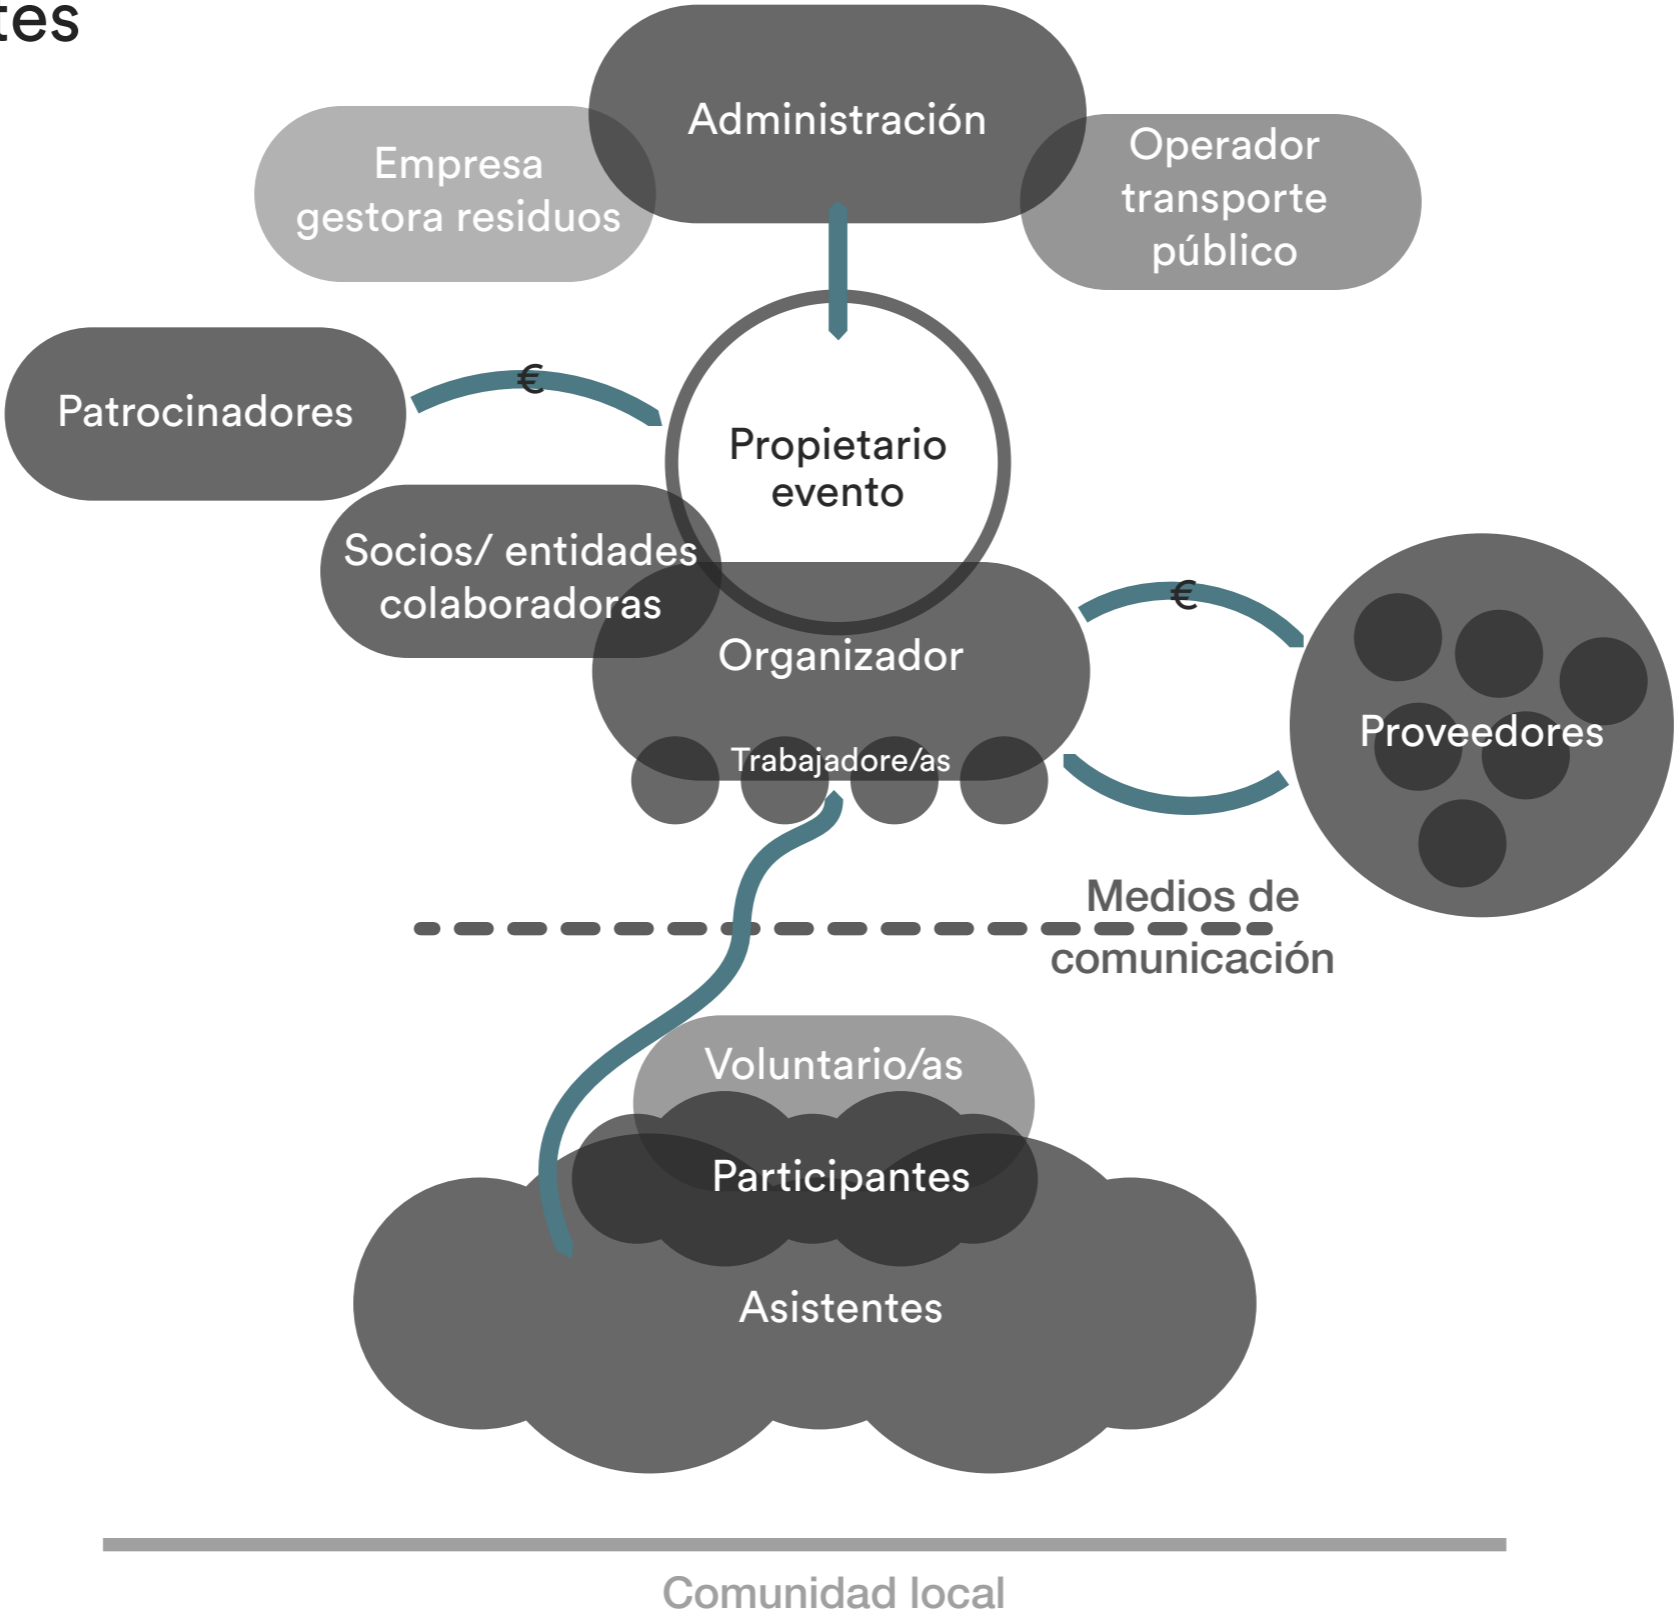 tes
Administración
Empresa
gestora residuos
Operador
transporte
público
Patrocinadores
€
Propietario
evento
Socios/ entidades
colaboradoras
Organizador
€
Trabajadore/as
Proveedores
Medios de
comunicación
Voluntario/as
Participantes
Asistentes
Comunidad local